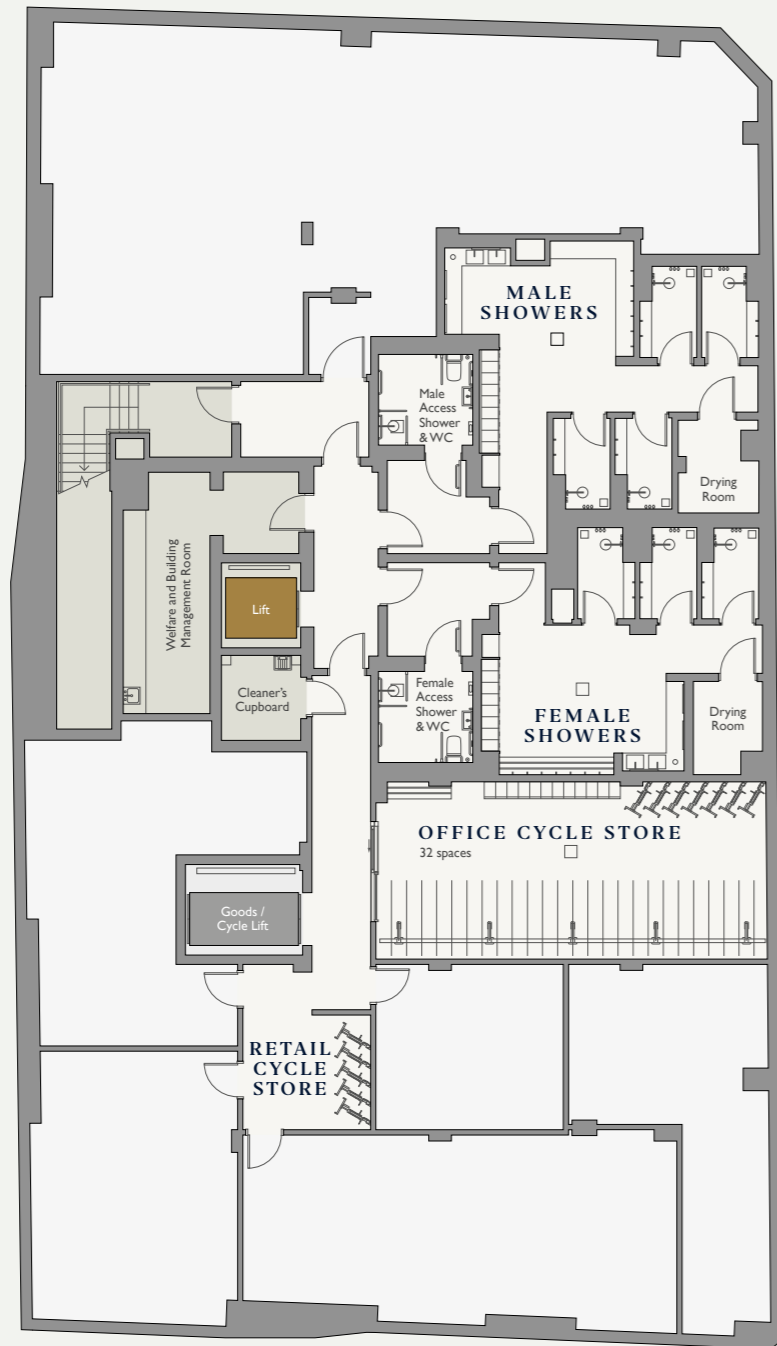 MALE
SHOWERS
Male
Access
Shower
& WC
Drying
Room
Welfare and Building
Management Room
Lift
Cleaner's
Cupboard
Female
Access
Shower
& WC
FEMALE
SHOWERS
Drying
Room
OFFICE CYCLE STORE
32 spaces
Goods /
Cycle Lift
RETAIL
CYCLE
STORE